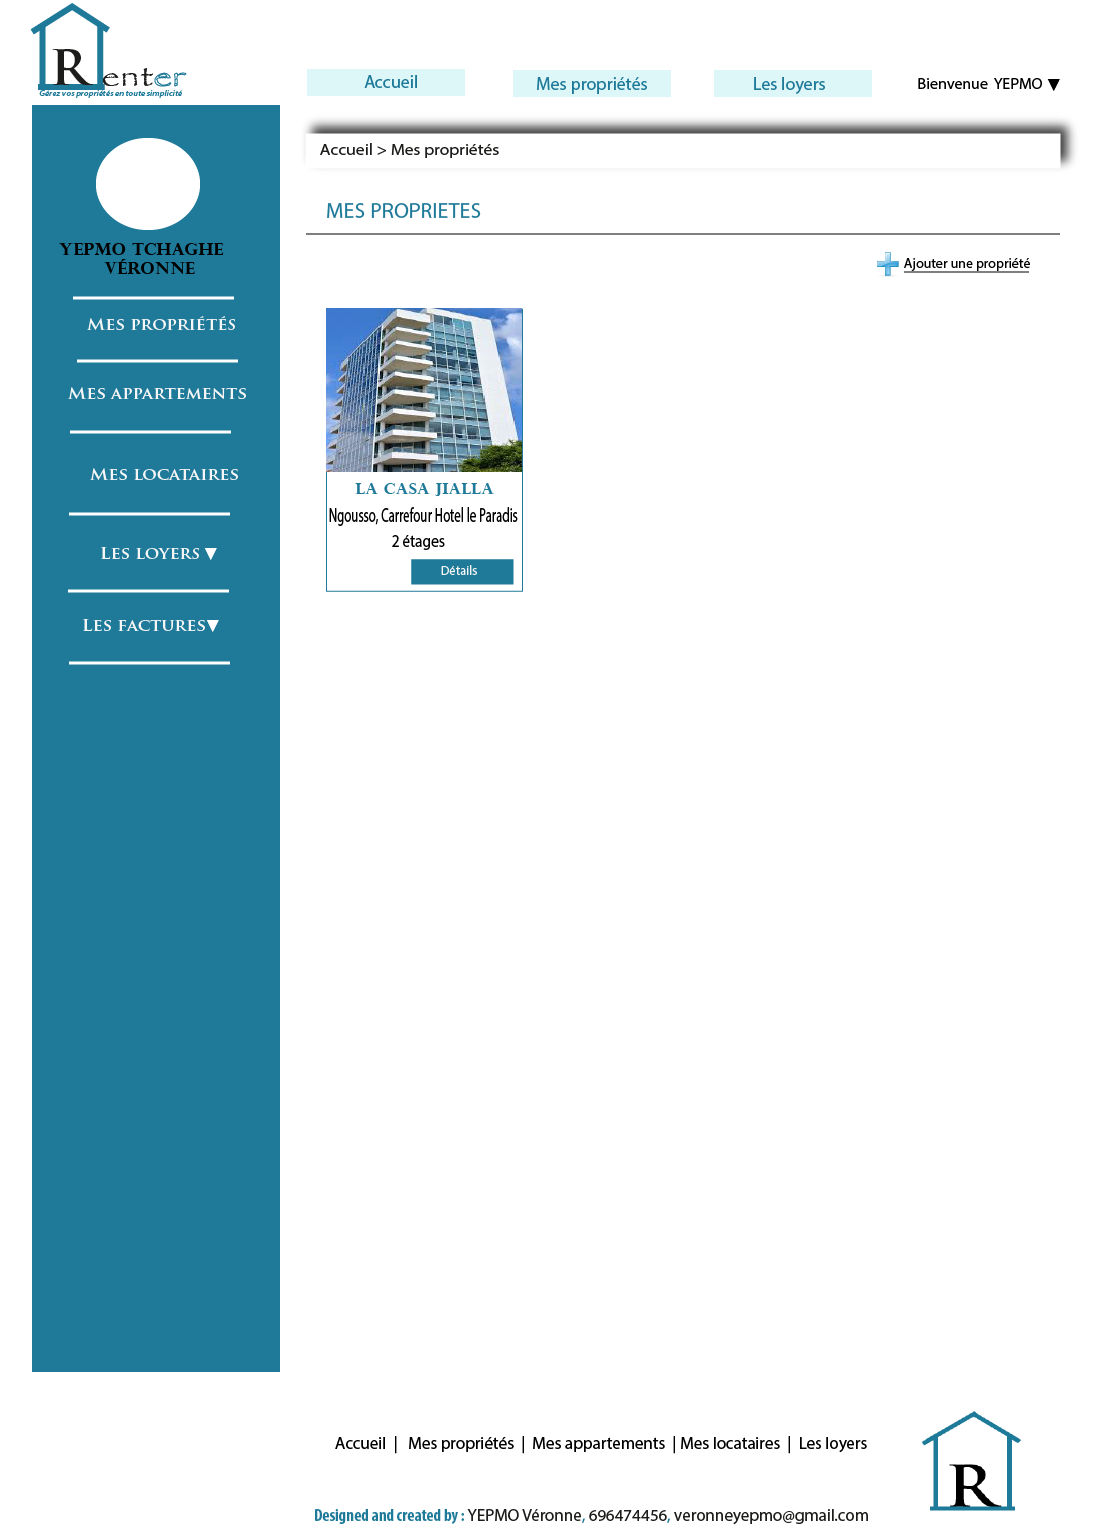 Renter
Gérez vos propriétés en toute simplicité
Accueil
Mes propriétés
Les loyers
Bienvenue YEPMO ▼
YEPMO TCHAGHE
VÉRONNE
Mes propriétés
Mes appartements
Mes locataires
Les loyers ▼
Les factures▼
Accueil > Mes propriétés
MES PROPRIETES
Ajouter une propriété
LA CASA JIALLA
Ngousso, Carrefour Hotel le Paradis
2 étages
Détails
Accueil | Mes propriétés | Mes appartements | Mes locataires | Les loyers
R
Designed and created by : YEPMO Véronne, 696474456, veronneyepmo@gmail.com